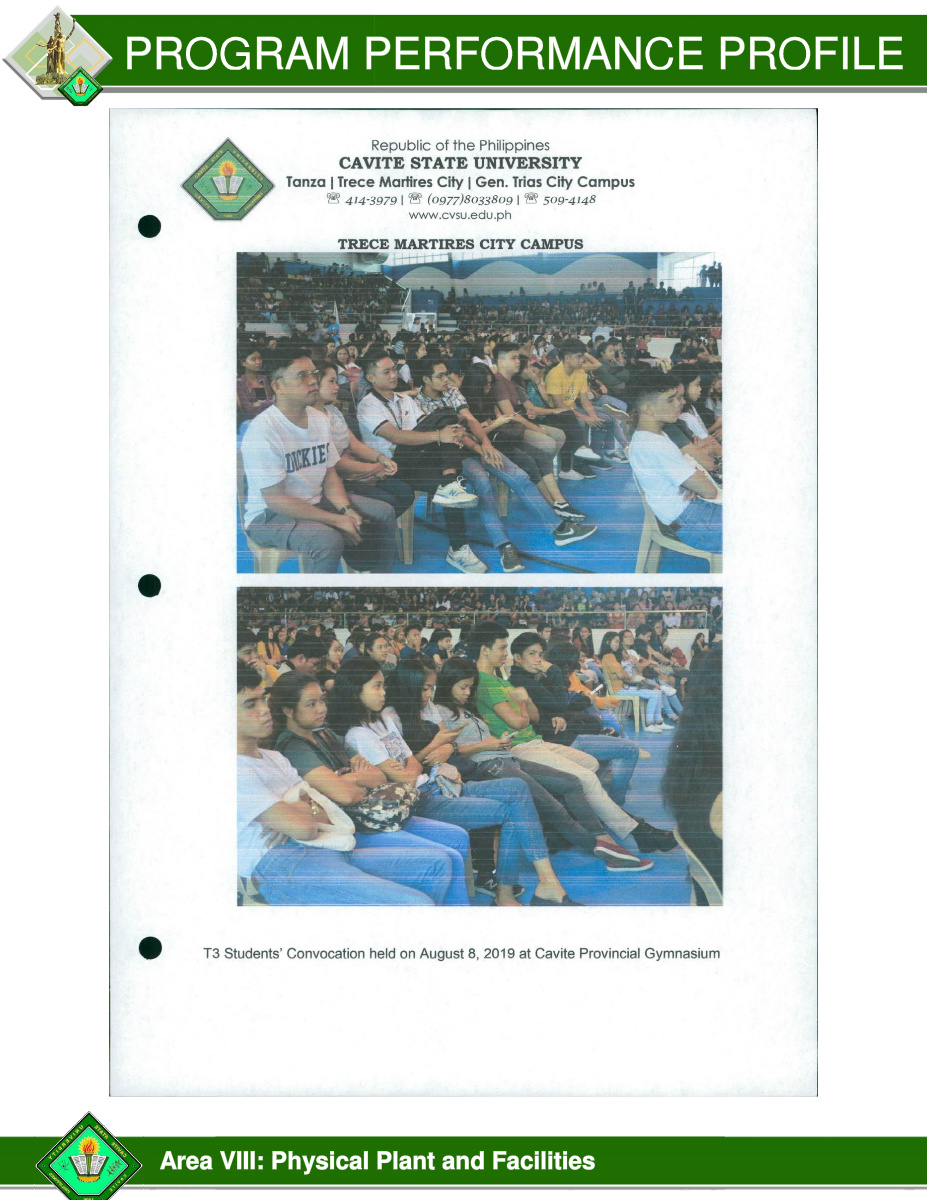 PROGRAM PERFORMANCE PROFILE
Republic of the Philippines
CAVITE STATE UNIVERSITY
Tanza | Trece Martires City | Gen. Trias City Campus
☏ 414-3979 | ☏ (0977)8033809 | ☏ 509-4148
www.cvsu.edu.ph
TRECE MARTIRES CITY CAMPUS
DICKIES
T3 Students' Convocation held on August 8, 2019 at Cavite Provincial Gymnasium
Area VIII: Physical Plant and Facilities